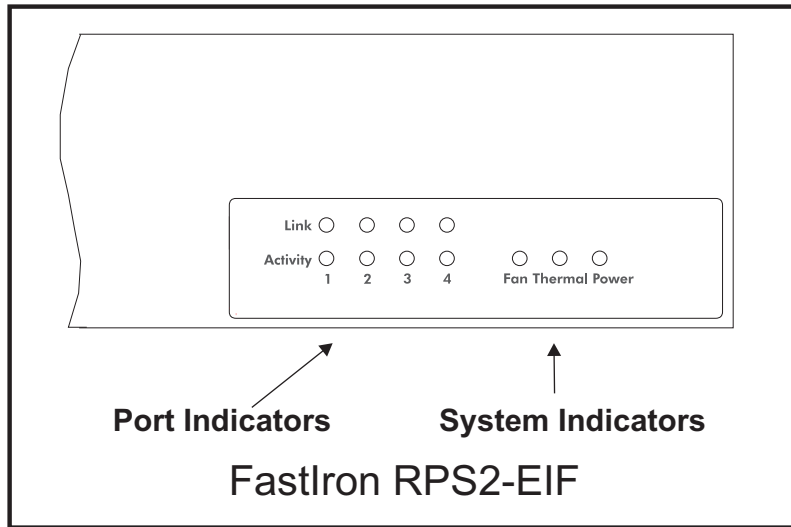 Link
Activity
1 2 3 4
Fan Thermal Power
Port Indicators
System Indicators
FastIron RPS2-EIF